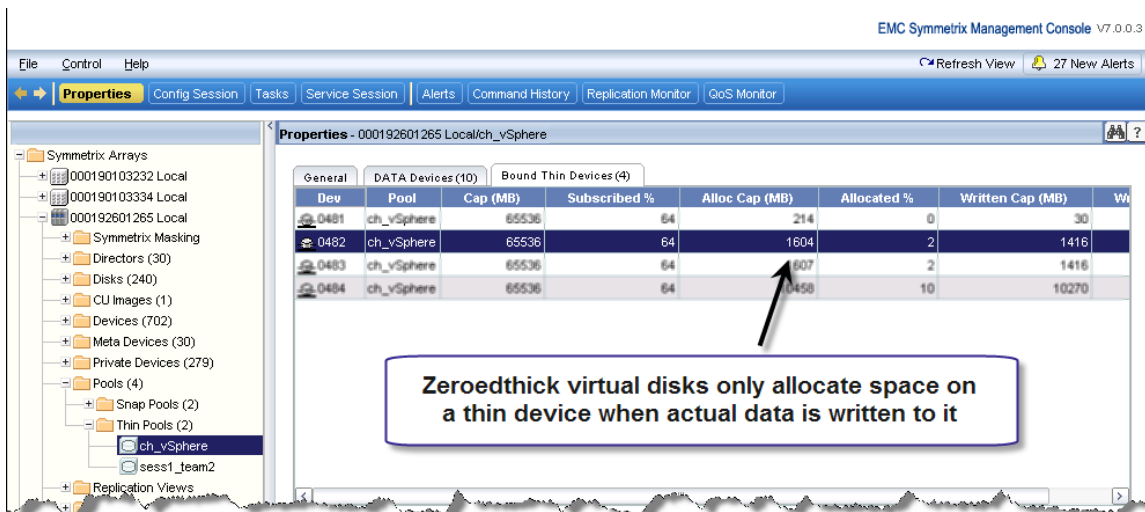 EMC Symmetrix Management Console V7.0.0.3
File Control Help
Refresh View 27 New Alerts
Properties Config Session Tasks Service Session Alerts Command History Replication Monitor QoS Monitor
Properties - 000192601265 Local/ch_vSphere
?
Symmetrix Arrays
000190103232 Local
000190103334 Local
000192601265 Local
Symmetrix Masking
Directors (30)
Disks (240)
CU Images (1)
Devices (702)
Meta Devices (30)
Private Devices (279)
Pools (4)
Snap Pools (2)
Thin Pools (2)
ch_vSphere
sess1_team2
Replication Views
General DATA Devices (10) Bound Thin Devices (4)
Dev Pool Cap (MB) Subscribed % Alloc Cap (MB) Allocated % Written Cap (MB)
0481 ch_vSphere 65536 64 214 0 30
0482 ch_vSphere 65536 64 1604 2 1416
0483 ch_vSphere 65536 64 2 1416
0484 ch_vSphere 65536 64 10458 10 10270
Zeroedthick virtual disks only allocate space on
a thin device when actual data is written to it